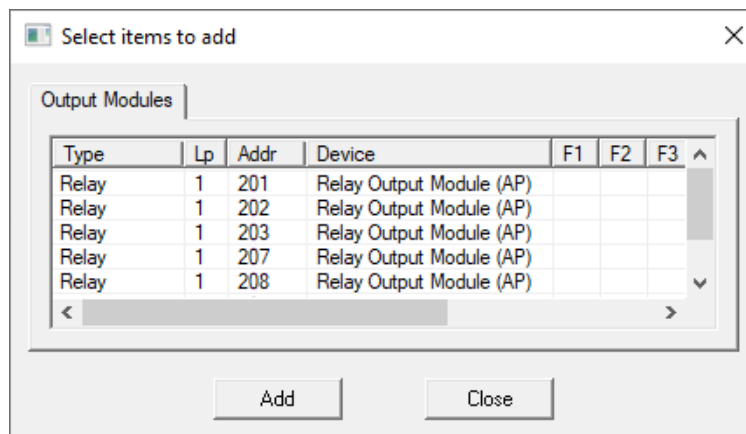 Select items to add
Output Modules
Type Lp Addr Device F1 F2 F3
Relay 1 201 Relay Output Module (AP)
Relay 1 202 Relay Output Module (AP)
Relay 1 203 Relay Output Module (AP)
Relay 1 207 Relay Output Module (AP)
Relay 1 208 Relay Output Module (AP)
Add Close